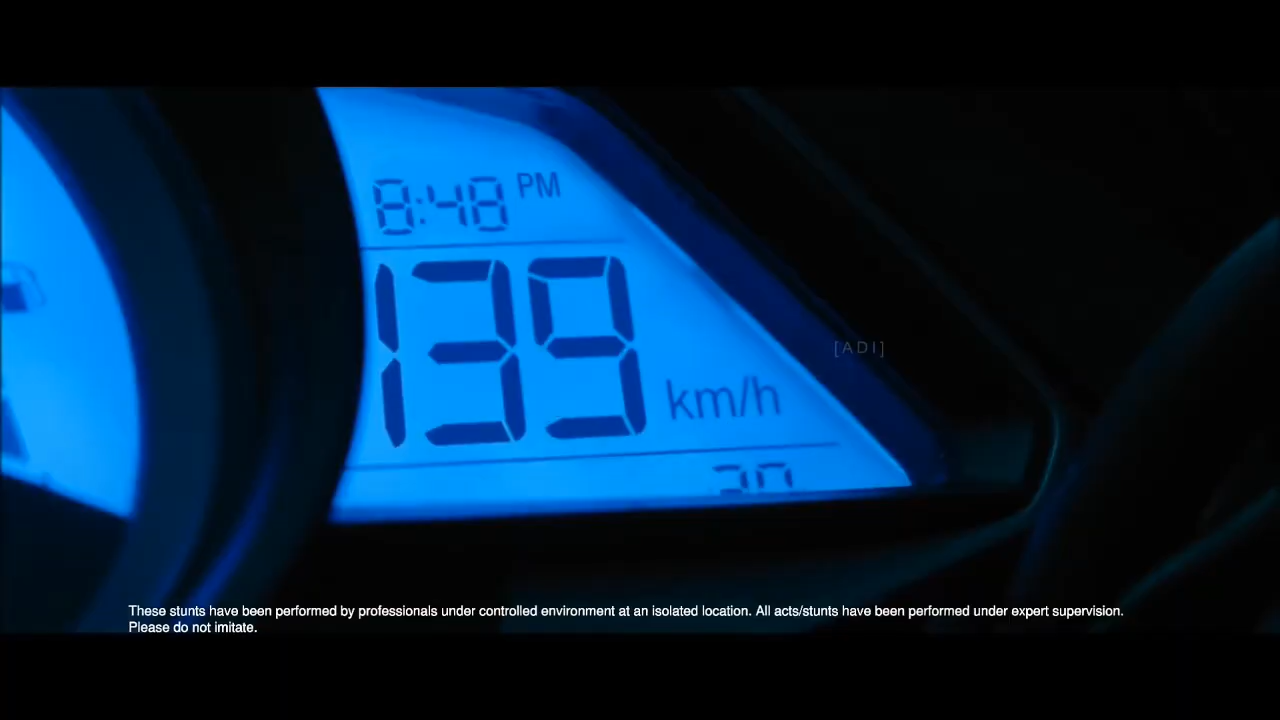 8:48 PM
139 km/h
[ADI]
These stunts have been performed by professionals under controlled environment at an isolated location. All acts/stunts have been performed under expert supervision.
Please do not imitate.